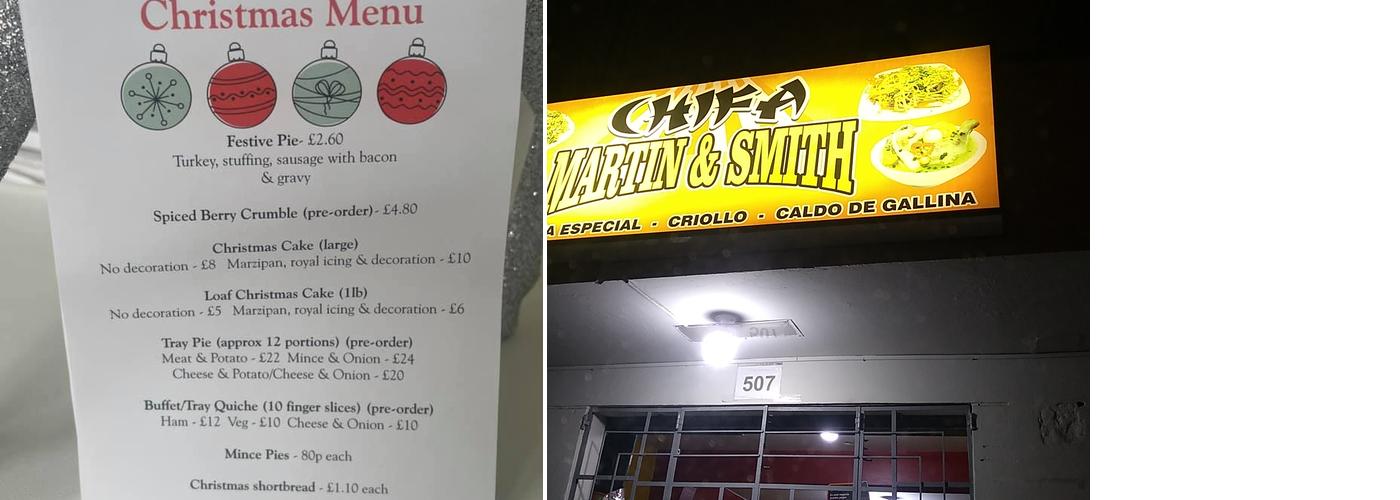 Christmas Menu
Festive Pie- £2.60
Turkey, stuffing, sausage with bacon
& gravy
Spiced Berry Crumble (pre-order)- £4.80
Christmas Cake (large)
No decoration - £8 Marzipan, royal icing & decoration - £10
Loaf Christmas Cake (1lb)
No decoration - £5 Marzipan, royal icing & decoration - £6
Tray Pie (approx 12 portions) (pre-order)
Meat & Potato - £22 Mince & Onion - £24
Cheese & Potato/Cheese & Onion - £20
Buffet/Tray Quiche (10 finger slices) (pre-order)
Ham - £12 Veg - £10 Cheese & Onion - £10
Mince Pies - 80p each
Christmas shortbread - £1.10 each
CHIFA
MARTIN & SMITH
A ESPECIAL - CRIOLLO - CALDO DE GALLINA
507